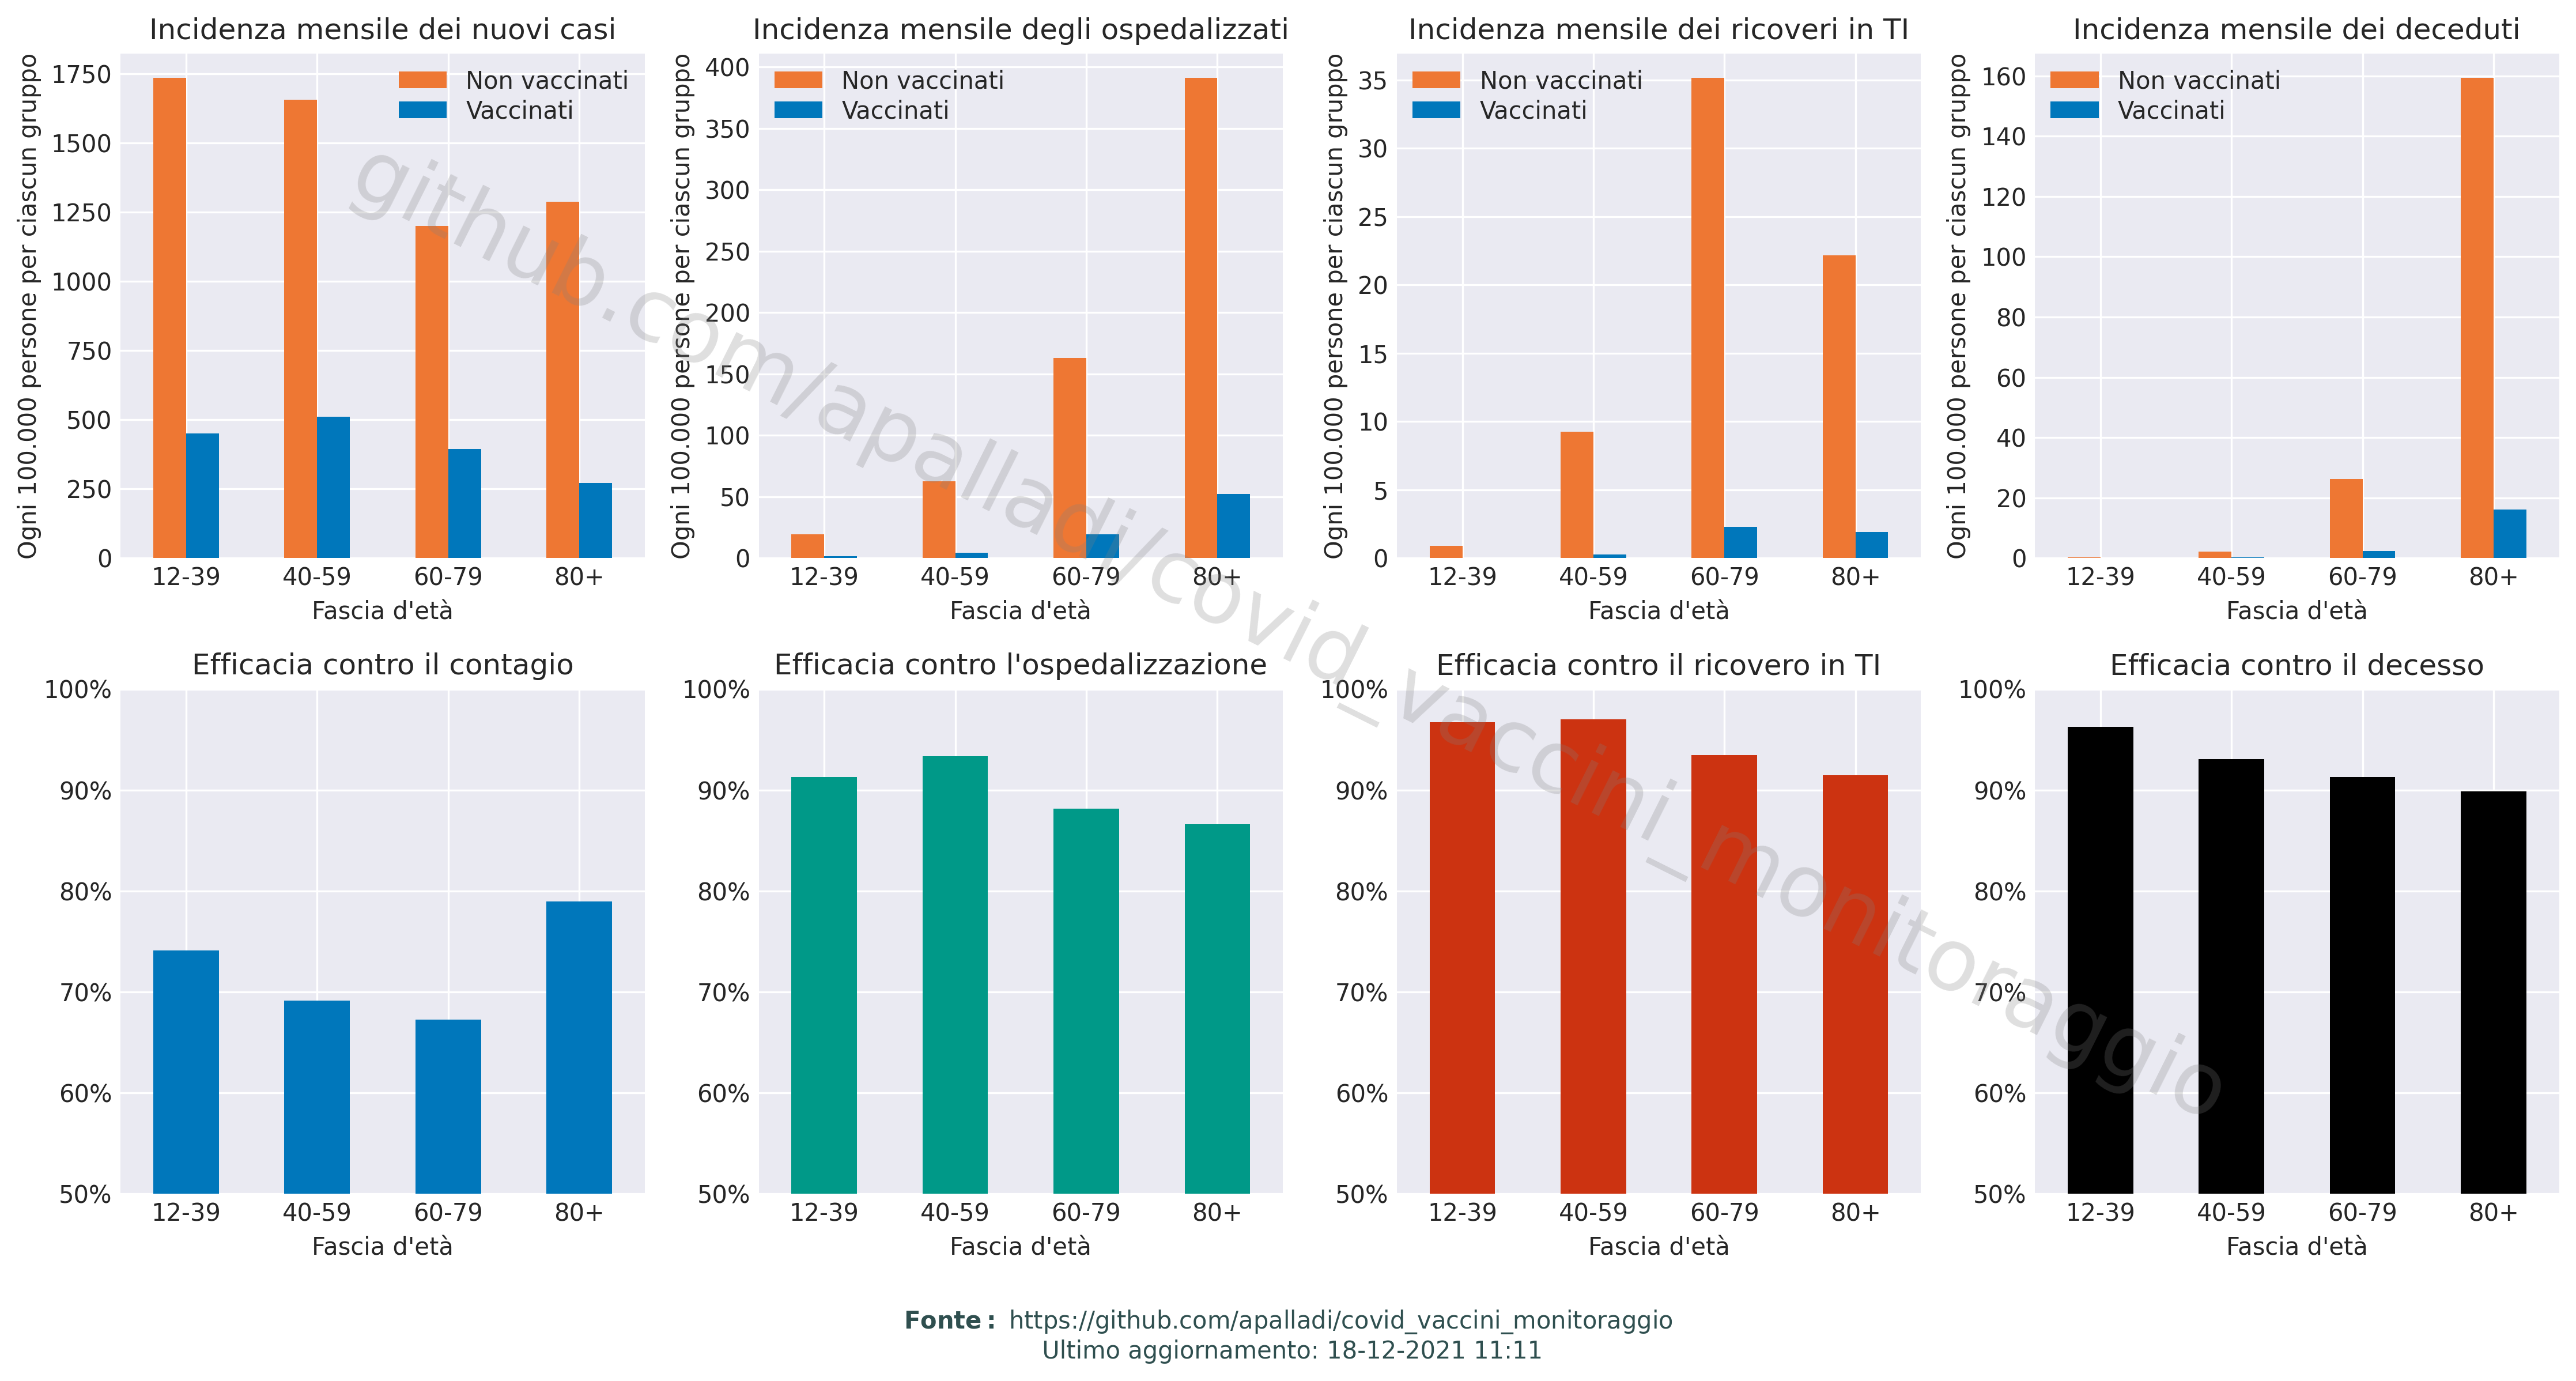 Incidenza mensile dei nuovi casi
Ogni 100.000 persone per ciascun gruppo
1750
1500
1250
1000
750
500
250
0
Non vaccinati
Vaccinati
12-39 40-59 60-79 80+
Fascia d'età
Incidenza mensile degli ospedalizzati
Ogni 100.000 persone per ciascun gruppo
400
350
300
250
200
150
100
50
0
Non vaccinati
Vaccinati
12-39 40-59 60-79 80+
Fascia d'età
Incidenza mensile dei ricoveri in TI
Ogni 100.000 persone per ciascun gruppo
35
30
25
20
15
10
5
0
Non vaccinati
Vaccinati
12-39 40-59 60-79 80+
Fascia d'età
Incidenza mensile dei deceduti
Ogni 100.000 persone per ciascun gruppo
160
140
120
100
80
60
40
20
0
Non vaccinati
Vaccinati
12-39 40-59 60-79 80+
Fascia d'età
Efficacia contro il contagio
100%
90%
80%
70%
60%
50%
12-39 40-59 60-79 80+
Fascia d'età
Efficacia contro l'ospedalizzazione
100%
90%
80%
70%
60%
50%
12-39 40-59 60-79 80+
Fascia d'età
Efficacia contro il ricovero in TI
100%
90%
80%
70%
60%
50%
12-39 40-59 60-79 80+
Fascia d'età
Efficacia contro il decesso
100%
90%
80%
70%
60%
50%
12-39 40-59 60-79 80+
Fascia d'età
github.com/apalladi/covid_vaccini_monitoraggio
Fonte: https://github.com/apalladi/covid_vaccini_monitoraggio
Ultimo aggiornamento: 18-12-2021 11:11